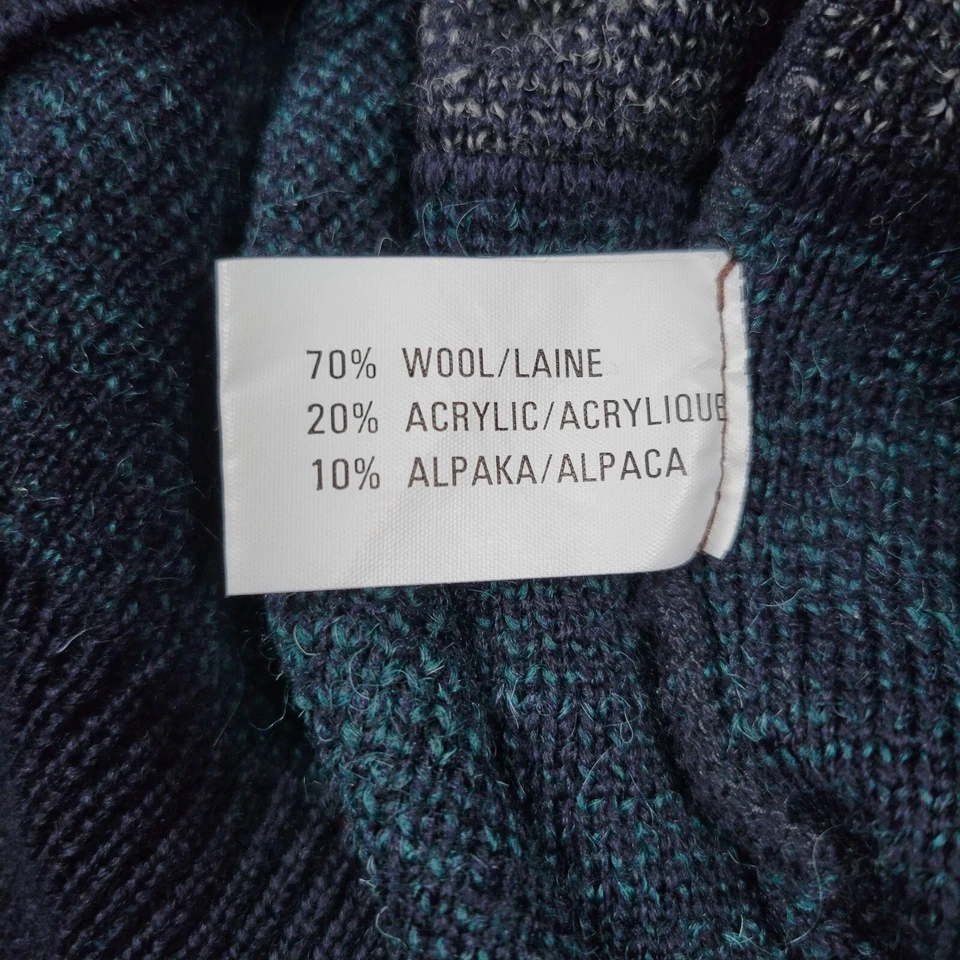 70% WOOL/LAINE
20% ACRYLIC/ACRYLIQUE
10% ALPAKA/ALPACA